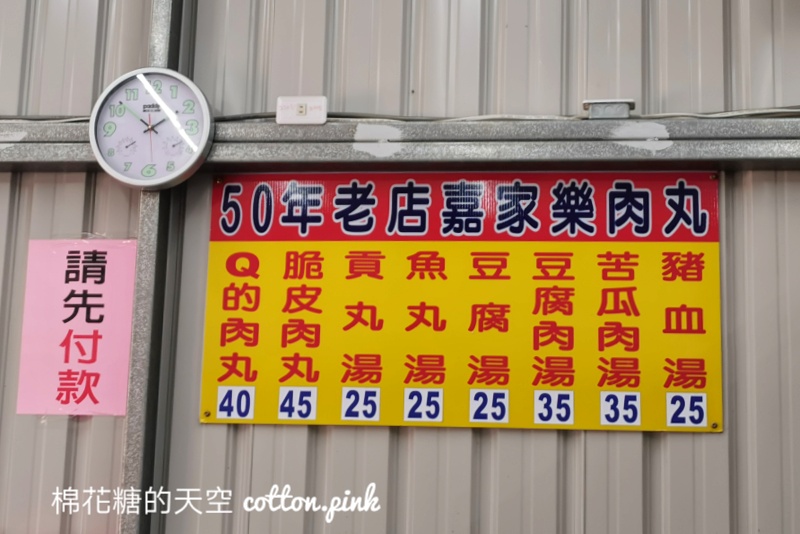 50年老店嘉家樂肉丸
Q的肉丸
40
脆皮肉丸
45
貢丸湯
25
魚丸湯
25
豆腐湯
25
豆腐肉湯
35
苦瓜肉湯
35
豬血湯
25
請先付款
棉花糖的天空 cotton.pink